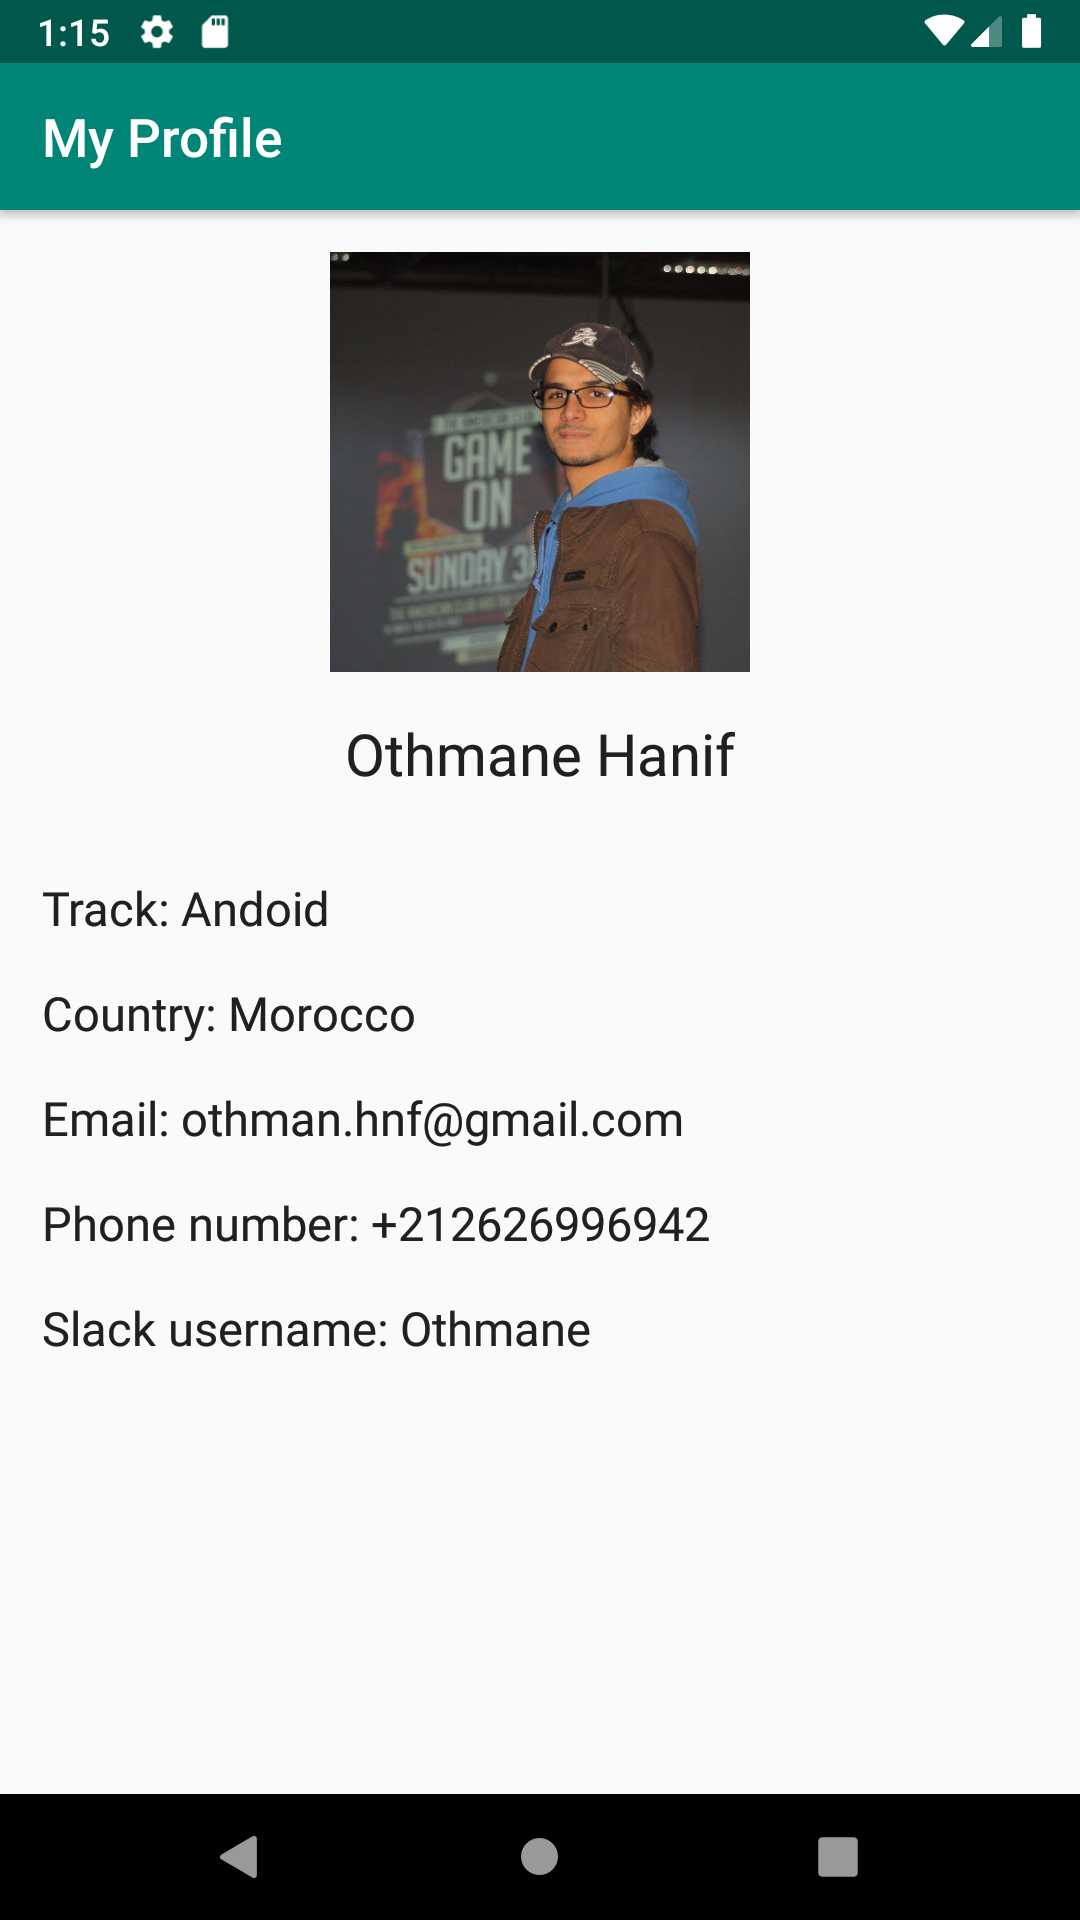 1:15
My Profile
GAME
ON
SUNDAY 3
Othmane Hanif
Track: Andoid
Country: Morocco
Email: othman.hnf@gmail.com
Phone number: +212626996942
Slack username: Othmane